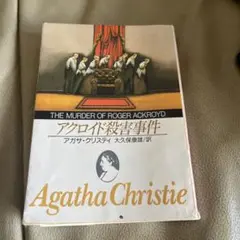 THE MURDER OF ROGER ACKROYD
アクロイド殺害事件
アガサ・クリスティ 大久保康雄/訳
Agatha Christie